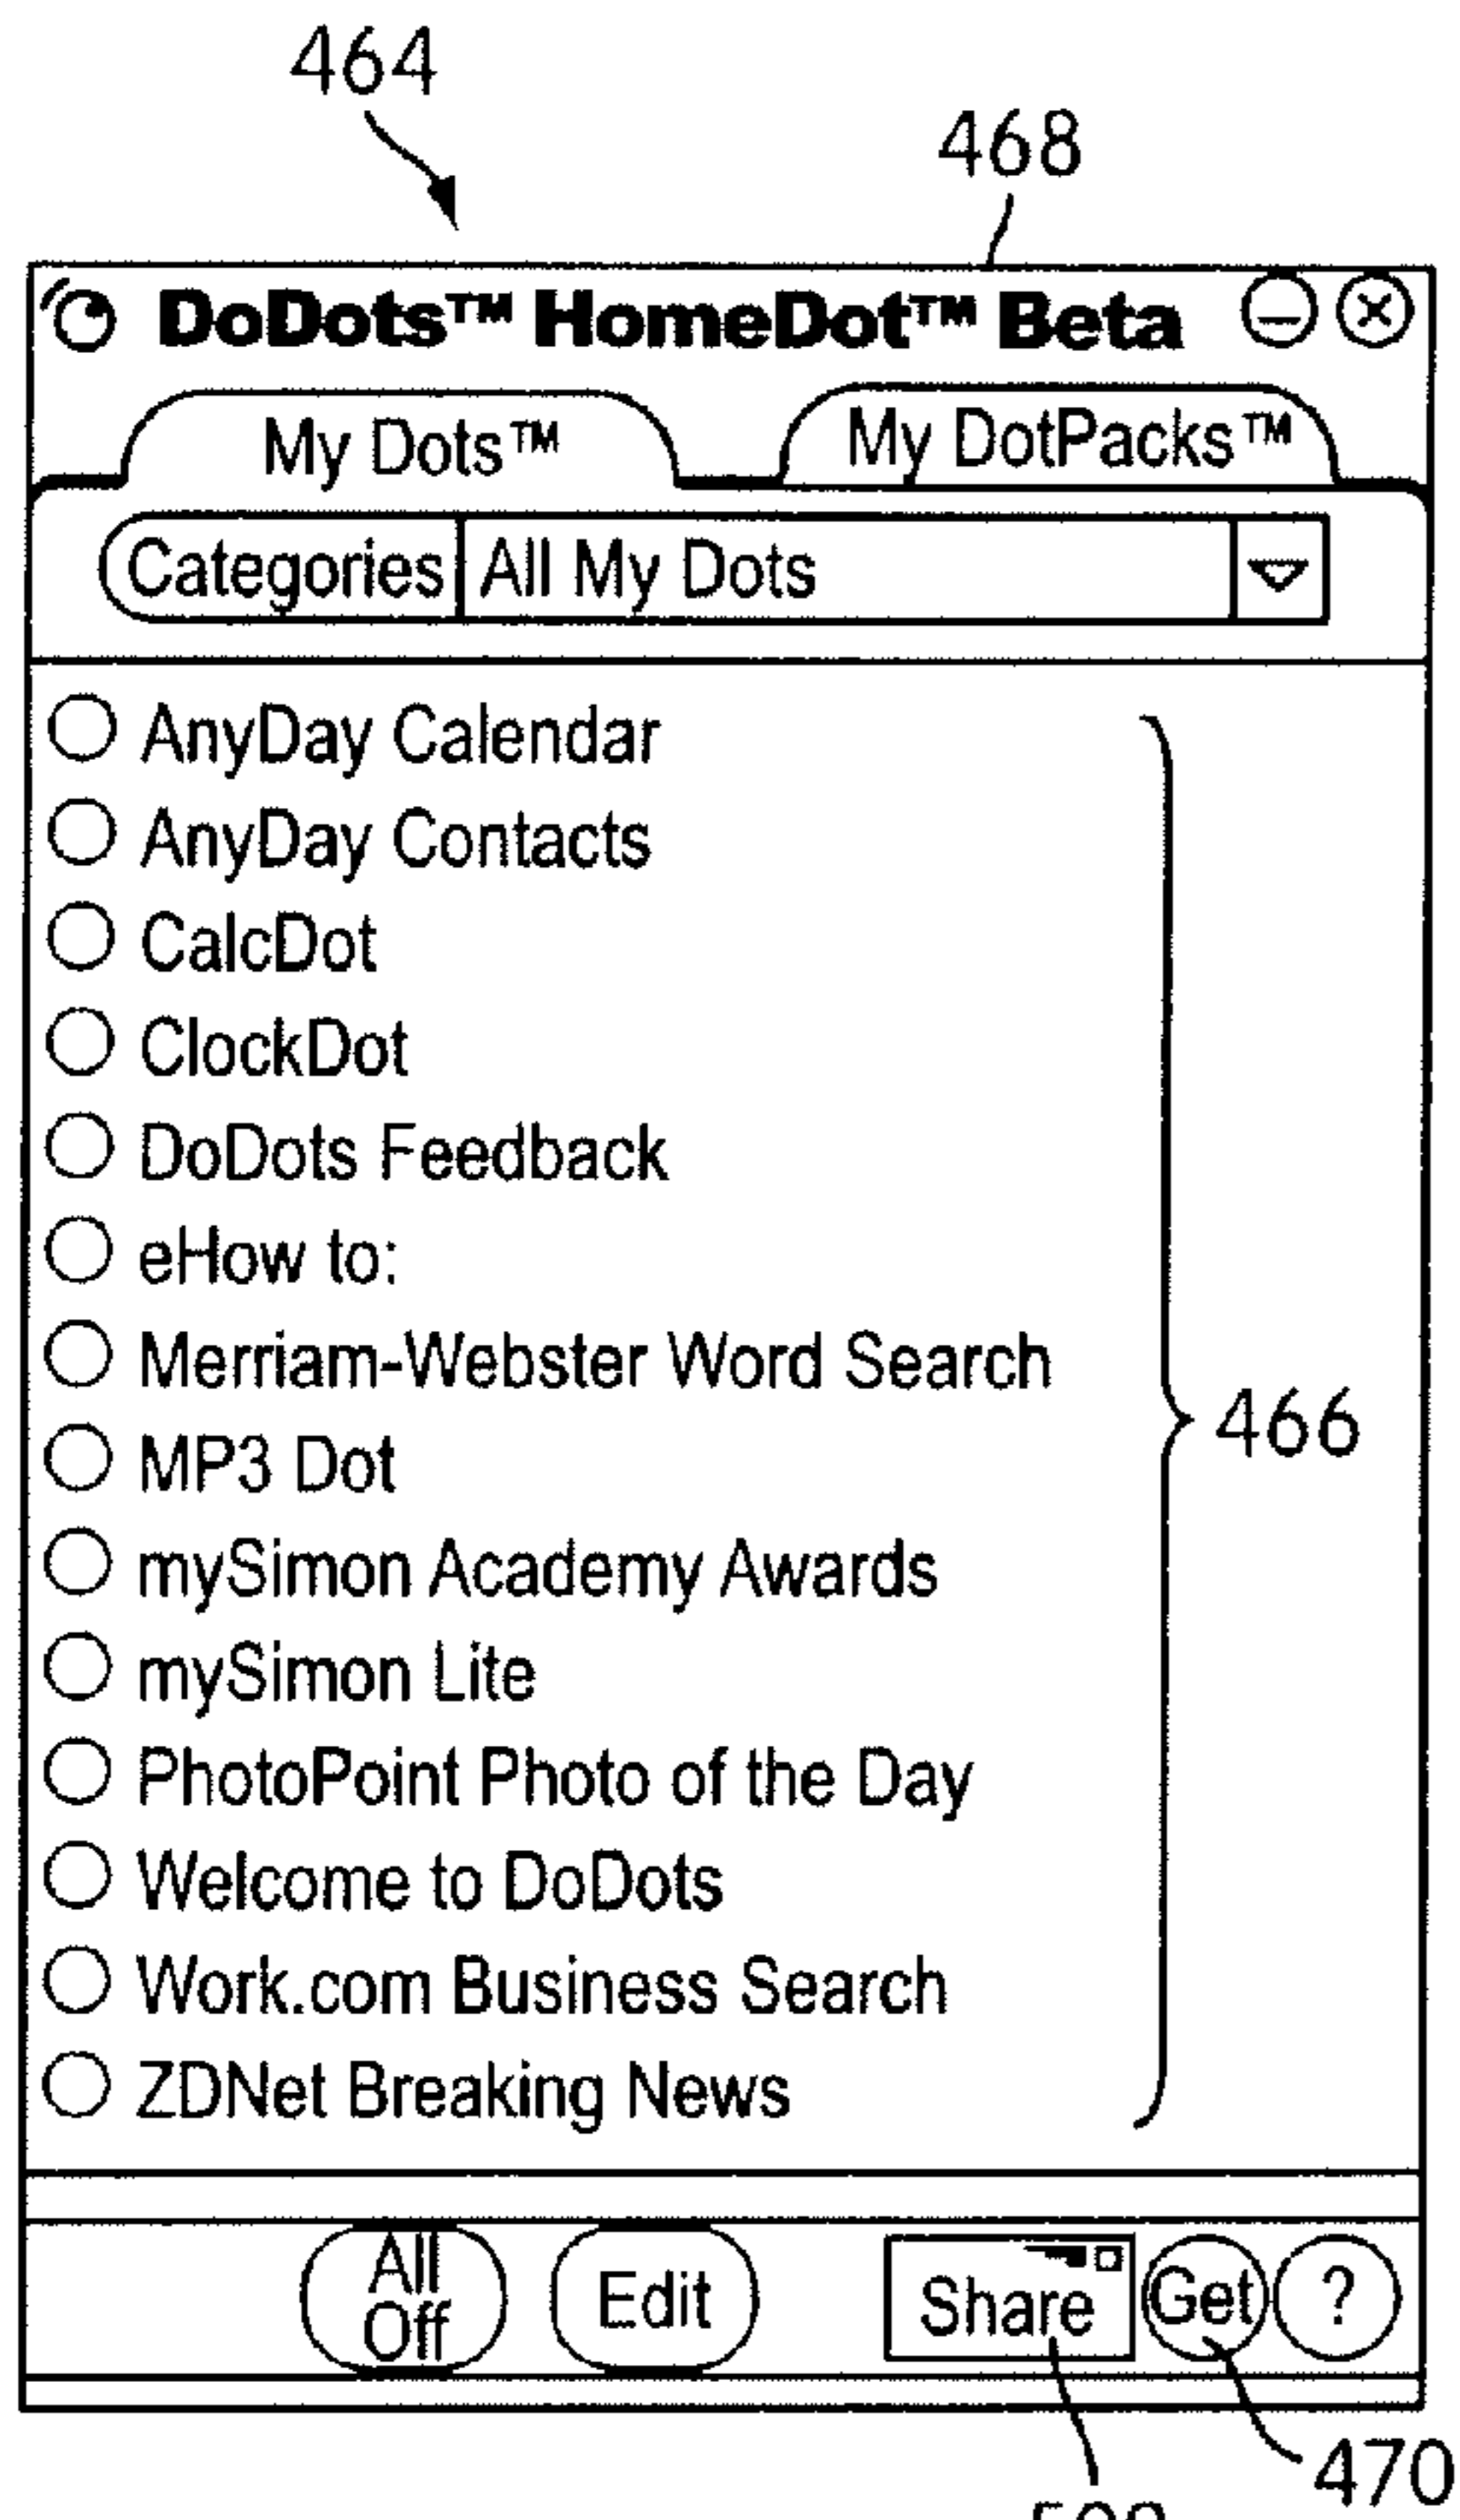 464
468
DoDots™ HomeDot™ Beta
My Dots™ My DotPacks™
Categories All My Dots
AnyDay Calendar
AnyDay Contacts
CalcDot
ClockDot
DoDots Feedback
eHow to:
Merriam-Webster Word Search
466
MP3 Dot
mySimon Academy Awards
mySimon Lite
PhotoPoint Photo of the Day
Welcome to DoDots
Work.com Business Search
ZDNet Breaking News
All Off Edit Share Get ?
470